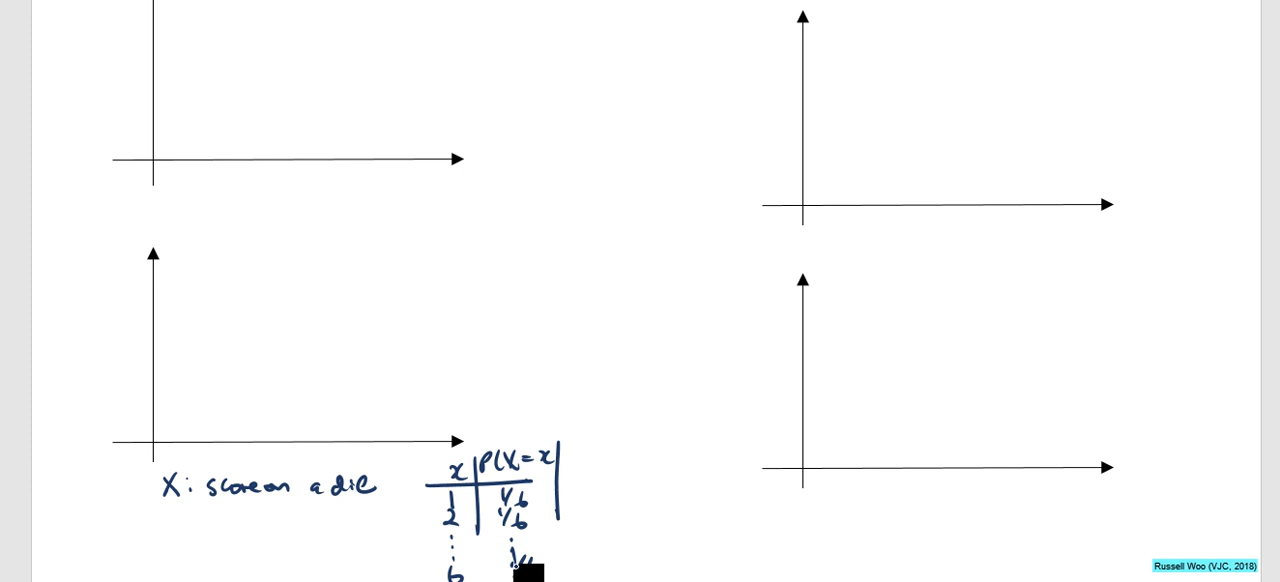 X: score on a die
x P(X=x
1 1/6
2 1/6
⋮ ⋮
6
Russell Woo (VJC, 2018)